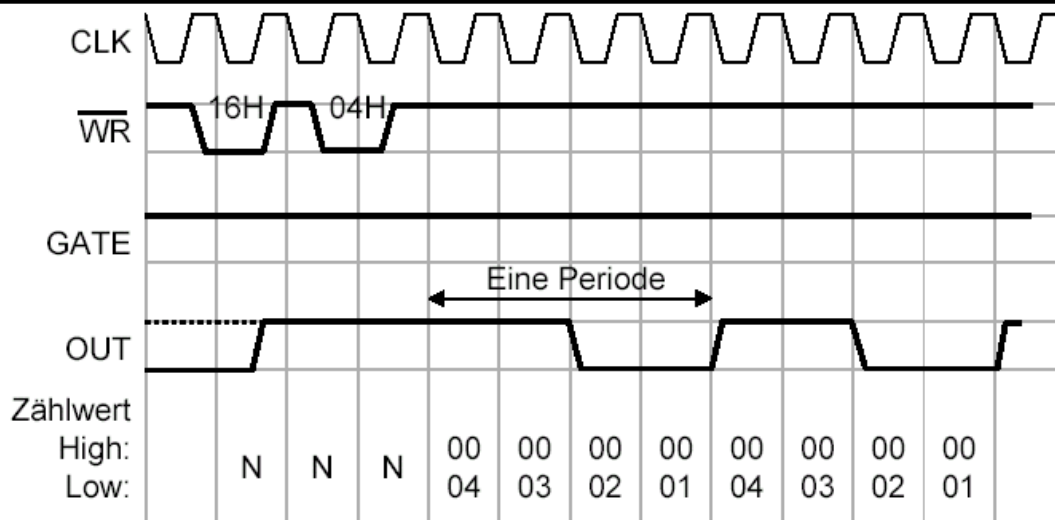 CLK
16H 04H
WR
GATE
Eine Periode
OUT
Zählwert
High: 00 00 00 00 00 00 00 00
N N N
Low: 04 03 02 01 04 03 02 01